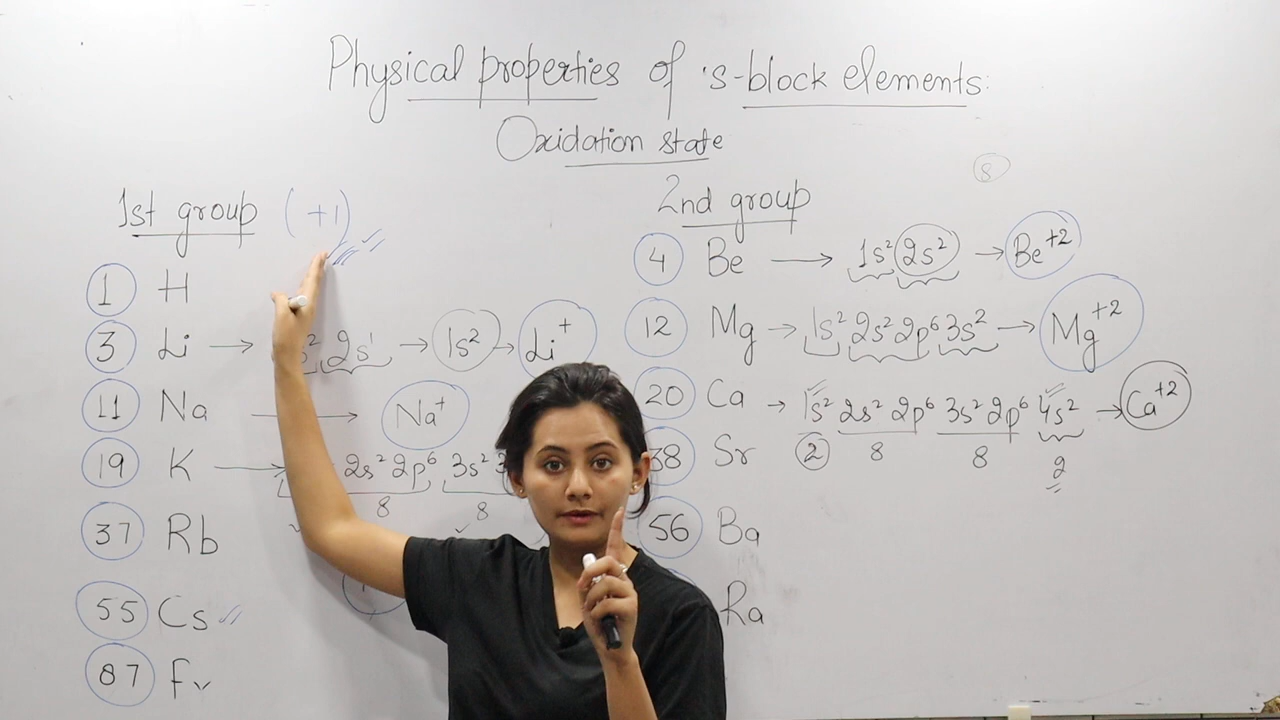 Physical properties of s-block elements:
Oxidation state
8
1st group (+1)
1 H
3 Li → s² 2s¹ → 1s² → Li⁺
11 Na → Na⁺
19 K → 2s² 2p⁶ 3s² 3
8 8
37 Rb
55 Cs
87 Fr
2nd group
4 Be → 1s² 2s² → Be⁺²
12 Mg → 1s² 2s² 2p⁶ 3s² → Mg⁺²
20 Ca → 1s² 2s² 2p⁶ 3s² 2p⁶ 4s² → Ca⁺²
2 8 8 2
38 Sr
56 Ba
Ra